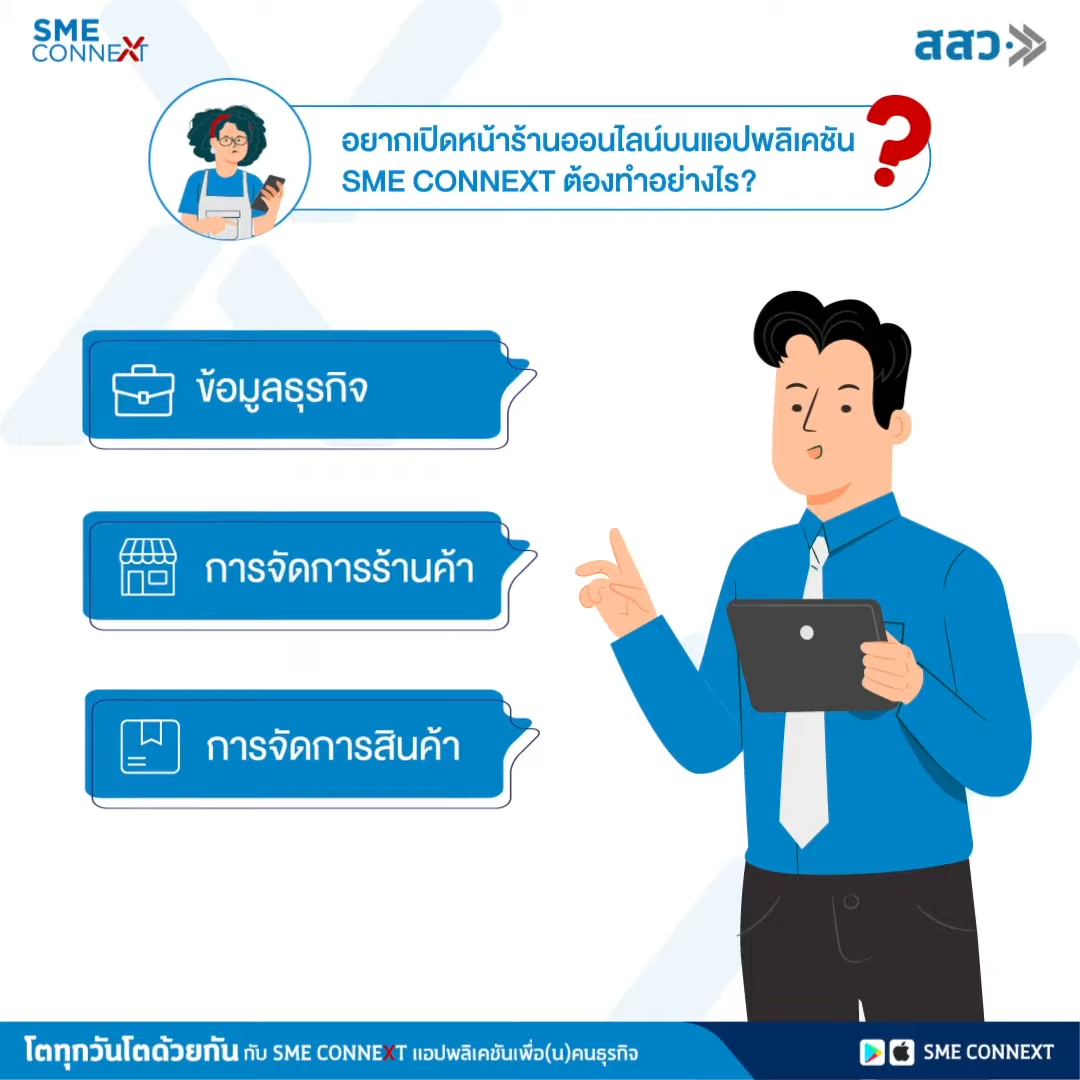 SME
CONNEXT
สสว.
อยากเปิดหน้าร้านออนไลน์บนแอปพลิเคชัน
SME CONNEXT ต้องทำอย่างไร?
?
ข้อมูลธุรกิจ
การจัดการร้านค้า
การจัดการสินค้า
โตทุกวันโตด้วยกัน กับ SME CONNEXT แอปพลิเคชันเพื่อ(น)คนธุรกิจ
SME CONNEXT